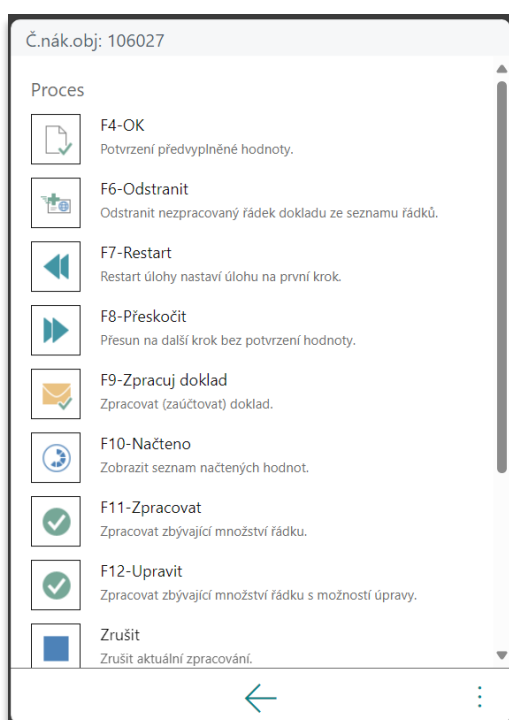 Č.nák.obj: 106027
Proces
F4-OK
Potvrzení předvyplněné hodnoty.
F6-Odstranit
Odstranit nezpracovaný řádek dokladu ze seznamu řádků.
F7-Restart
Restart úlohy nastaví úlohu na první krok.
F8-Přeskočit
Přesun na další krok bez potvrzení hodnoty.
F9-Zpracuj doklad
Zpracovat (zaúčtovat) doklad.
F10-Načteno
Zobrazit seznam načtených hodnot.
F11-Zpracovat
Zpracovat zbývající množství řádku.
F12-Upravit
Zpracovat zbývající množství řádku s možností úpravy.
Zrušit
Zrušit aktuální zpracování.